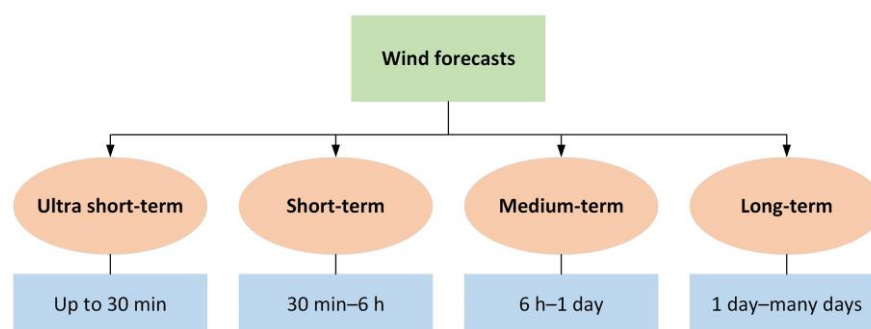 Wind forecasts
Ultra short-term
Short-term
Medium-term
Long-term
Up to 30 min
30 min–6 h
6 h–1 day
1 day–many days